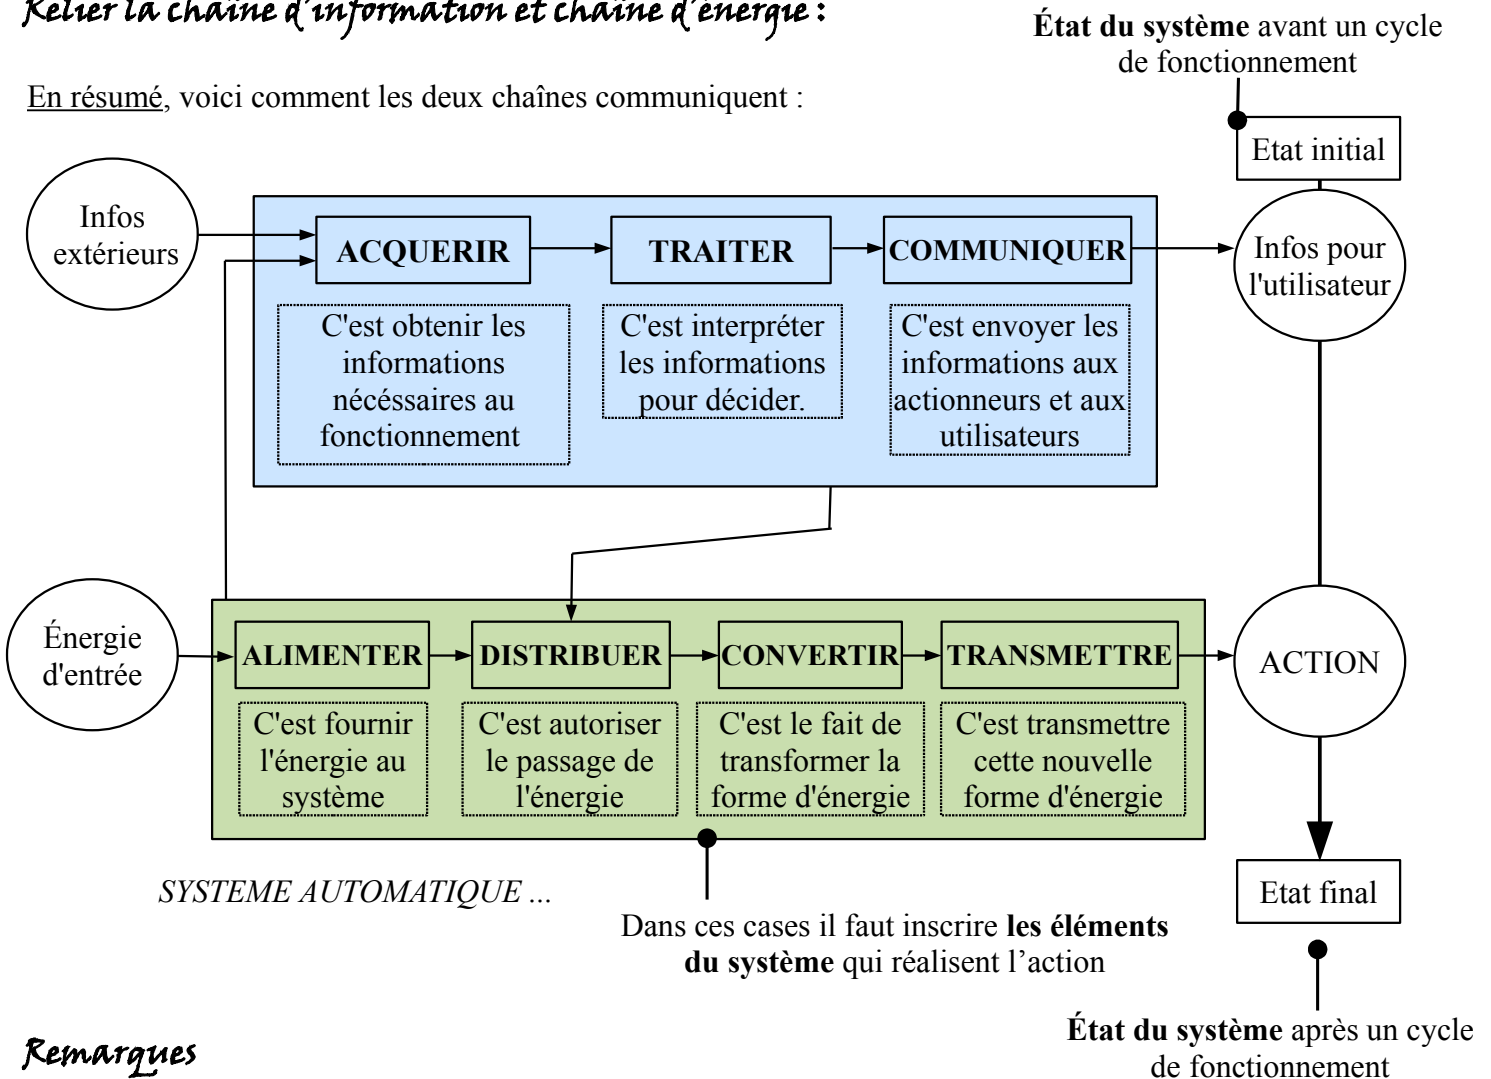 Relier la chaîne d'information et chaîne d'énergie :
État du système avant un cycle
de fonctionnement
En résumé, voici comment les deux chaînes communiquent :
Etat initial
Infos
extérieurs
ACQUERIR
TRAITER
COMMUNIQUER
Infos pour
l'utilisateur
C'est obtenir les
informations
nécéssaires au
fonctionnement
C'est interpréter
les informations
pour décider.
C'est envoyer les
informations aux
actionneurs et aux
utilisateurs
Énergie
d'entrée
ALIMENTER
DISTRIBUER
CONVERTIR
TRANSMETTRE
ACTION
C'est fournir
l'énergie au
système
C'est autoriser
le passage de
l'énergie
C'est le fait de
transformer la
forme d'énergie
C'est transmettre
cette nouvelle
forme d'énergie
SYSTEME AUTOMATIQUE ...
Etat final
Dans ces cases il faut inscrire les éléments
du système qui réalisent l’action
État du système après un cycle
de fonctionnement
Remarques